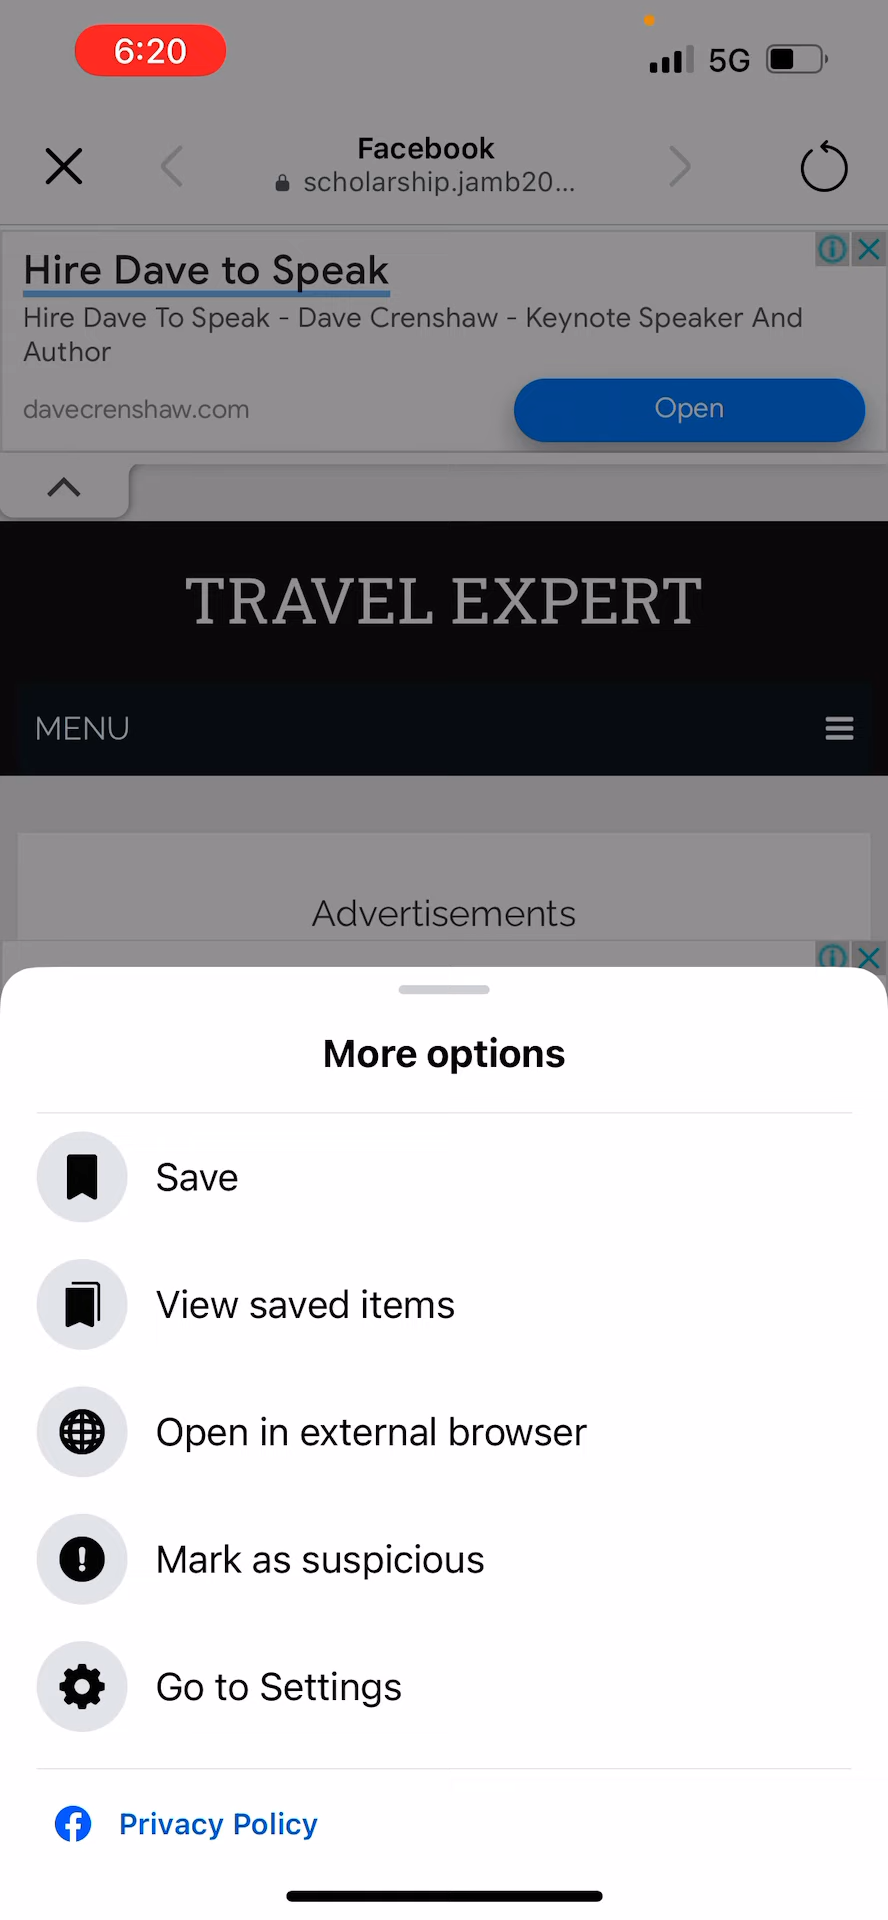 6:20
5G
Facebook
scholarship.jamb20...
Hire Dave to Speak
Hire Dave To Speak - Dave Crenshaw - Keynote Speaker And
Author
davecrenshaw.com
Open
TRAVEL EXPERT
MENU
Advertisements
More options
Save
View saved items
Open in external browser
Mark as suspicious
Go to Settings
Privacy Policy